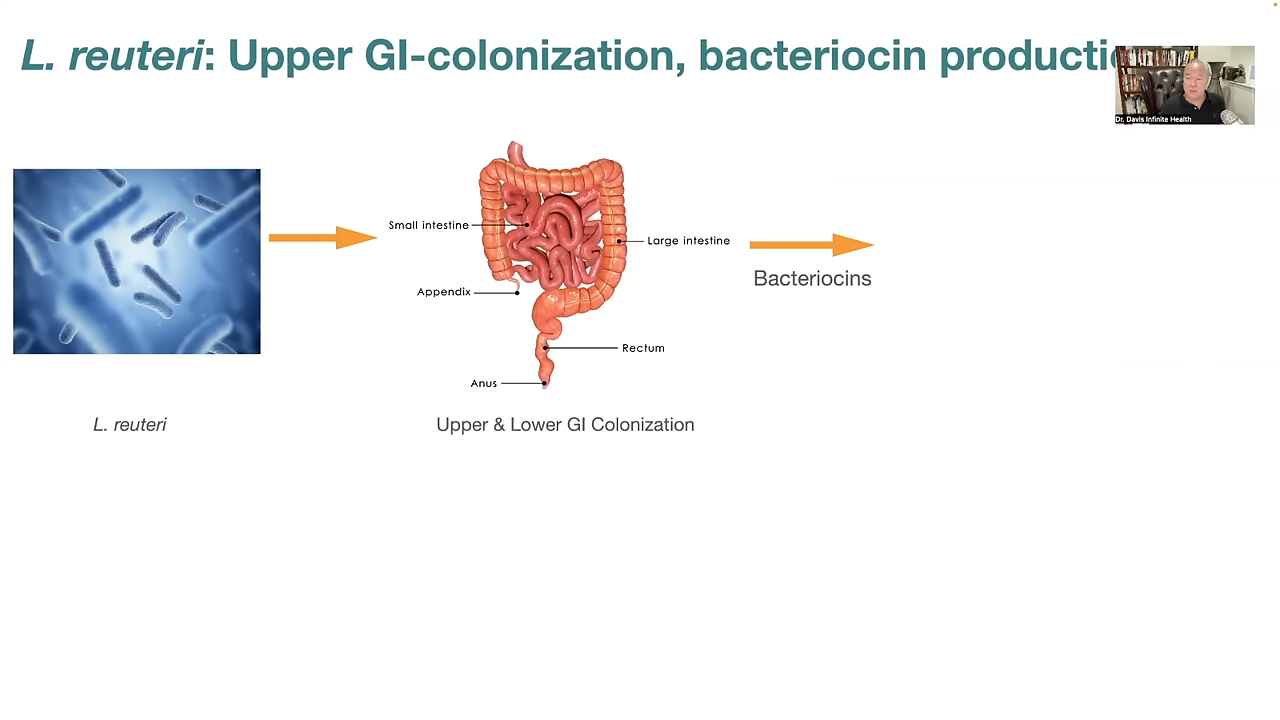 L. reuteri: Upper GI-colonization, bacteriocin producti
Dr. Davis Infinite Health
Small intestine
Large intestine
Bacteriocins
Appendix
Rectum
Anus
L. reuteri
Upper & Lower GI Colonization